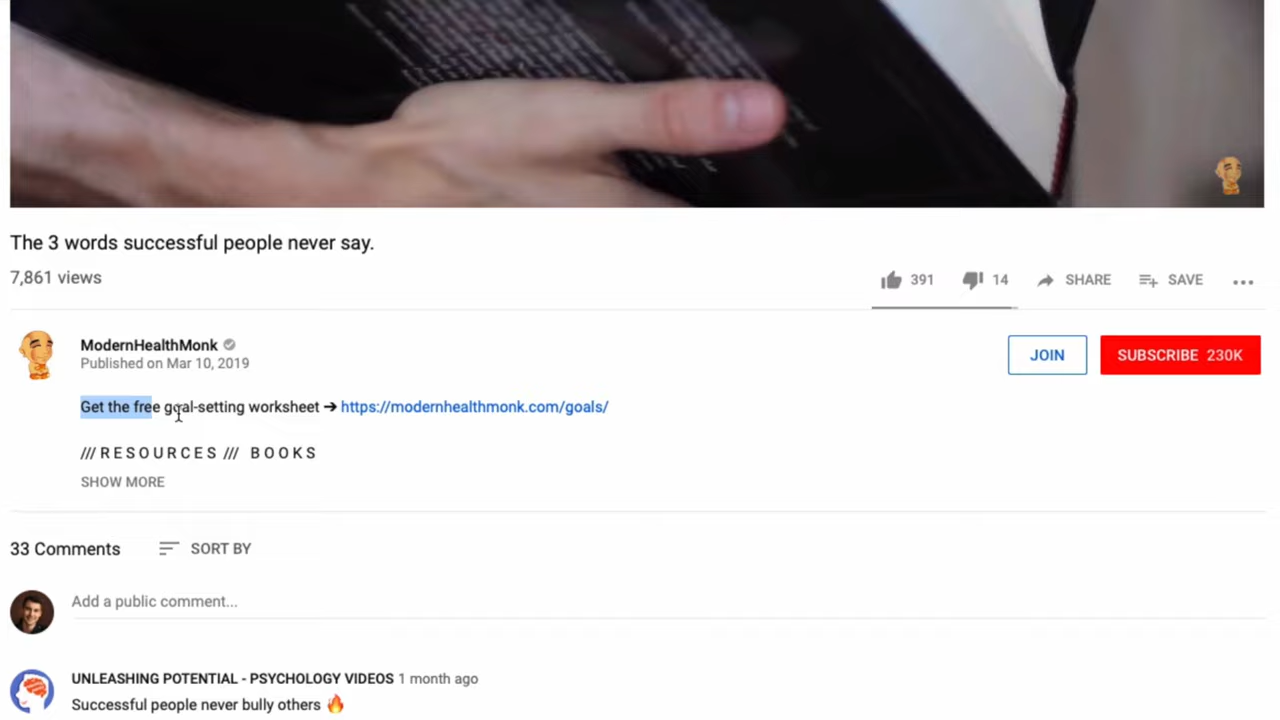 The 3 words successful people never say.
7,861 views
391 14 SHARE SAVE
ModernHealthMonk
Published on Mar 10, 2019
JOIN
SUBSCRIBE 230K
Get the free goal-setting worksheet ➔ https://modernhealthmonk.com/goals/
/// R E S O U R C E S /// B O O K S
SHOW MORE
33 Comments SORT BY
Add a public comment...
UNLEASHING POTENTIAL - PSYCHOLOGY VIDEOS 1 month ago
Successful people never bully others 🔥